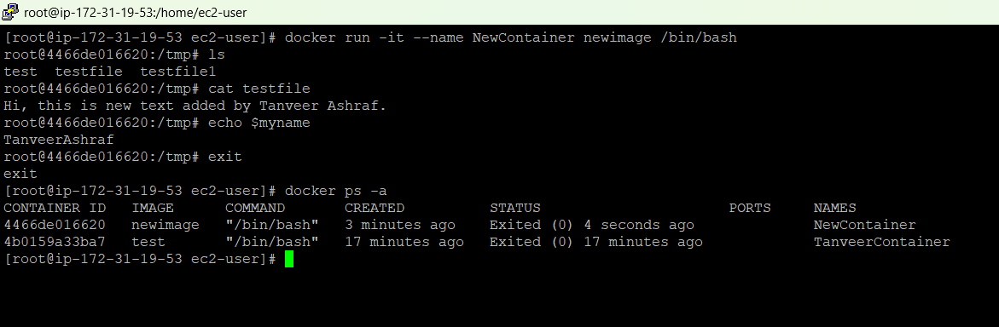 root@ip-172-31-19-53:/home/ec2-user
[root@ip-172-31-19-53 ec2-user]# docker run -it --name NewContainer newimage /bin/bash
root@4466de016620:/tmp# ls
test  testfile  testfile1
root@4466de016620:/tmp# cat testfile
Hi, this is new text added by Tanveer Ashraf.
root@4466de016620:/tmp# echo $myname
TanveerAshraf
root@4466de016620:/tmp# exit
exit
[root@ip-172-31-19-53 ec2-user]# docker ps -a
CONTAINER ID   IMAGE      COMMAND       CREATED          STATUS                      PORTS     NAMES
4466de016620   newimage   "/bin/bash"   3 minutes ago    Exited (0) 4 seconds ago              NewContainer
4b0159a33ba7   test       "/bin/bash"   17 minutes ago   Exited (0) 17 minutes ago             TanveerContainer
[root@ip-172-31-19-53 ec2-user]#